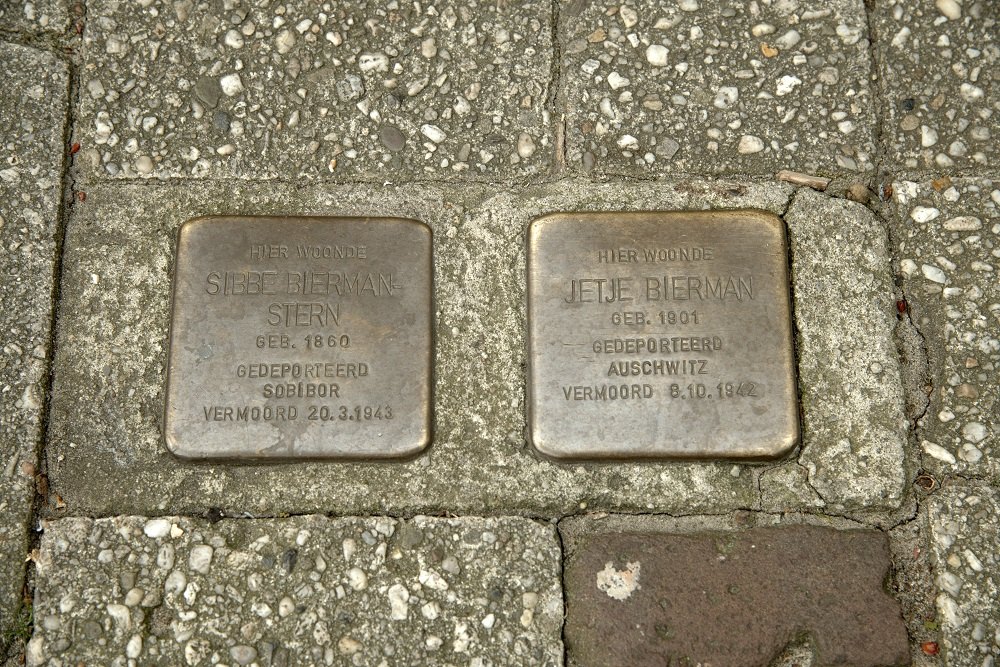 HIER WOONDE
SIBBE BIERMAN-
STERN
GEB. 1860
GEDEPORTEERD
SOBIBOR
VERMOORD 20.3.1943
HIER WOONDE
JETJE BIERMAN
GEB. 1901
GEDEPORTEERD
AUSCHWITZ
VERMOORD 8.10.1942